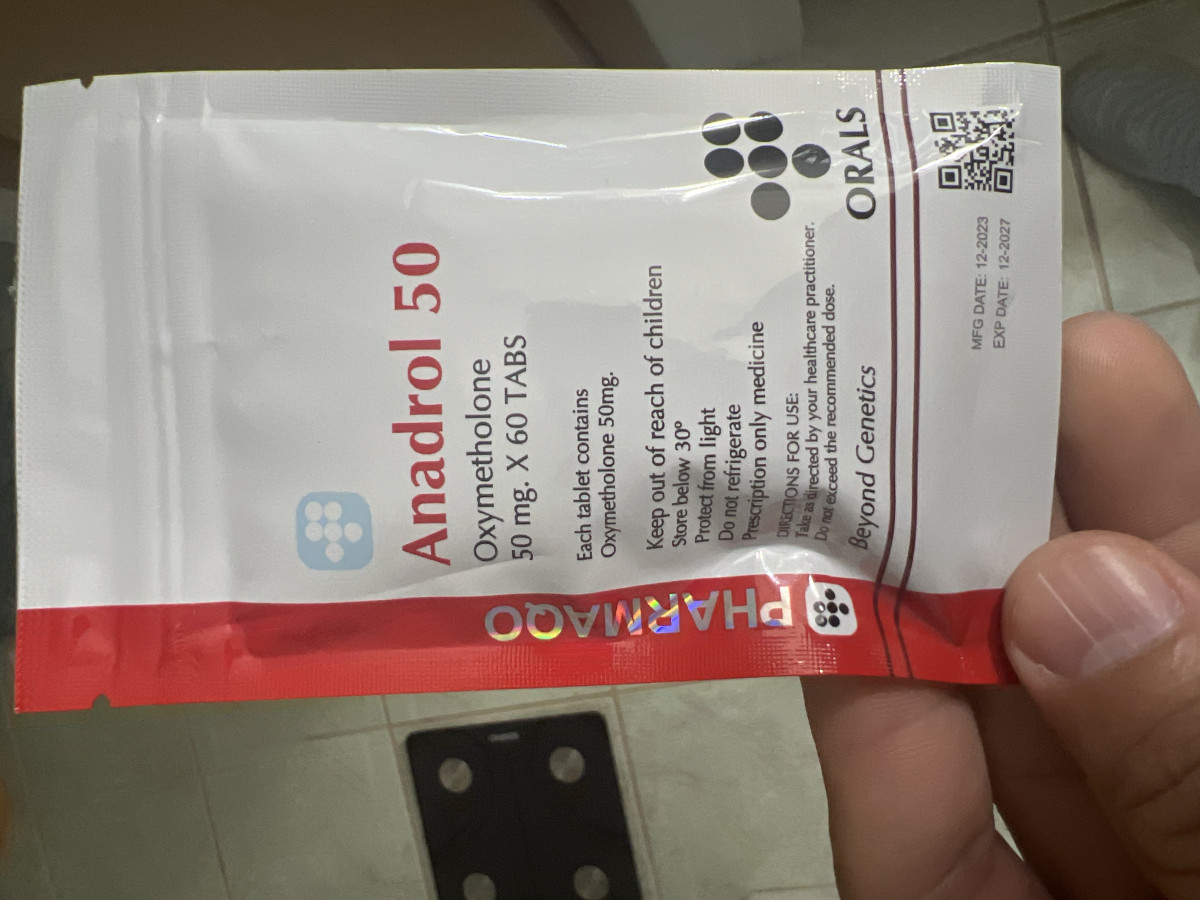 Anadrol 50
Oxymetholone
50 mg. X 60 TABS
Each tablet contains
Oxymetholone 50mg.
Keep out of reach of children
Store below 30°
Protect from light
Do not refrigerate
Prescription only medicine
DIRECTIONS FOR USE:
Take as directed by your healthcare practitioner.
Do not exceed the recommended dose.
Beyond Genetics
ORALS
PHARMAQO
MFG DATE: 12-2023
EXP DATE: 12-2027